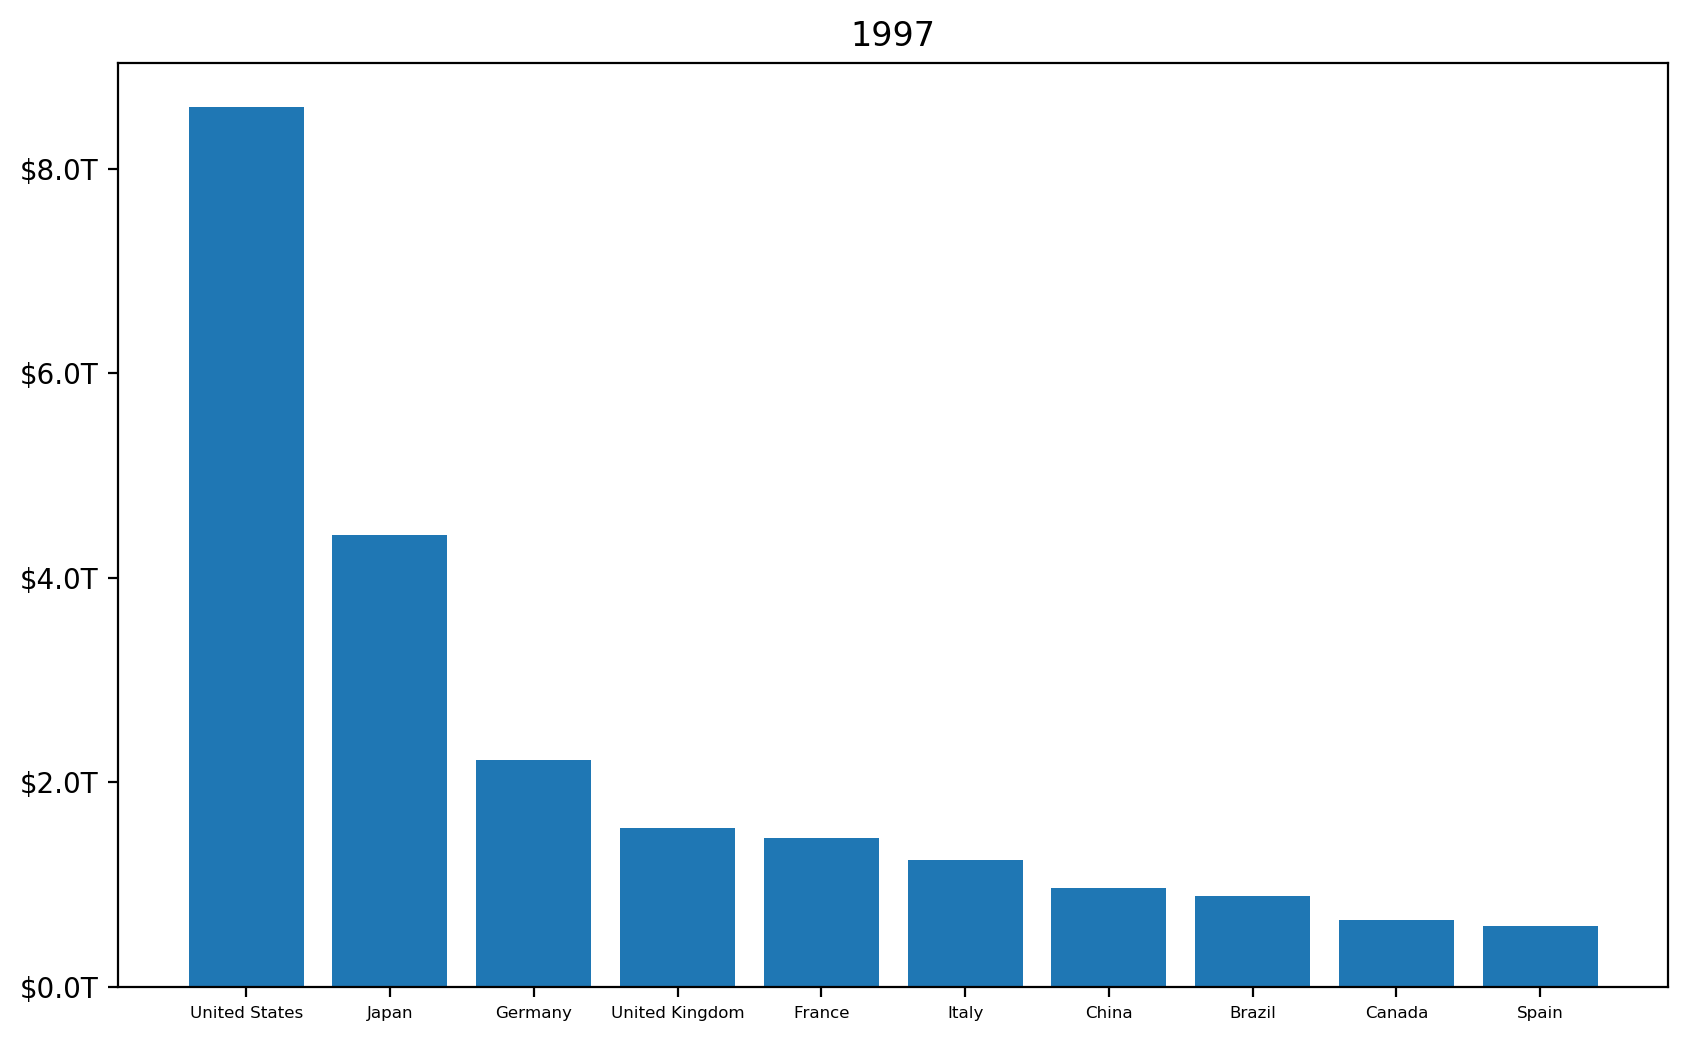 1997
$8.0T
$6.0T
$4.0T
$2.0T
$0.0T
United States Japan Germany United Kingdom France Italy China Brazil Canada Spain